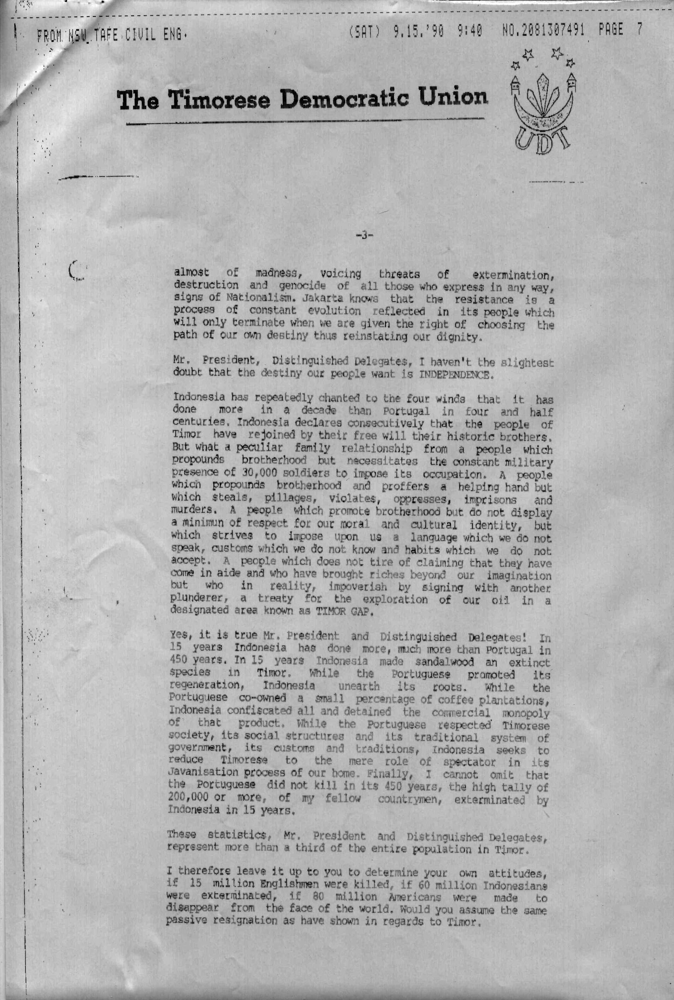 FROM NSW TAFE CIVIL ENG. (SAT) 9.15.'90 9:40 NO.2081307491 PAGE 7
The Timorese Democratic Union
UDT
-3-
almost of madness, voicing threats of extermination,
destruction and genocide of all those who express in any way,
signs of Nationalism. Jakarta knows that the resistance is a
process of constant evolution reflected in its people which
will only terminate when we are given the right of choosing the
path of our own destiny thus reinstating our dignity.
Mr. President, Distinguished Delegates, I haven't the slightest
doubt that the destiny our people want is INDEPENDENCE.
Indonesia has repeatedly chanted to the four winds that it has
done more in a decade than Portugal in four and half
centuries. Indonesia declares consecutively that the people of
Timor have rejoined by their free will their historic brothers.
But what a peculiar family relationship from a people which
propounds brotherhood but necessitates the constant military
presence of 30,000 soldiers to impose its occupation. A people
which propounds brotherhood and proffers a helping hand but
which steals, pillages, violates, oppresses, imprisons and
murders. A people which promote brotherhood but do not display
a minimun of respect for our moral and cultural identity, but
which strives to impose upon us a language which we do not
speak, customs which we do not know and habits which we do not
accept. A people which does not tire of claiming that they have
come in aide and who have brought riches beyond our imagination
but who in reality, impoverish by signing with another
plunderer, a treaty for the exploration of our oil in a
designated area known as TIMOR GAP.
Yes, it is true Mr. President and Distinguished Delegates! In
15 years Indonesia has done more, much more than Portugal in
450 years. In 15 years Indonesia made sandalwood an extinct
species in Timor. While the Portuguese promoted its
regeneration, Indonesia unearth its roots. While the
Portuguese co-owned a small percentage of coffee plantations,
Indonesia confiscated all and detained the commercial monopoly
of that product. While the Portuguese respected Timorese
society, its social structures and its traditional system of
government, its customs and traditions, Indonesia seeks to
reduce Timorese to the mere role of spectator in its
Javanisation process of our home. Finally, I cannot omit that
the Portuguese did not kill in its 450 years, the high tally of
200,000 or more, of my fellow countrymen, exterminated by
Indonesia in 15 years.
These statistics, Mr. President and Distinguished Delegates,
represent more than a third of the entire population in Timor.
I therefore leave it up to you to determine your own attitudes,
if 15 million Englishmen were killed, if 60 million Indonesians
were exterminated, if 80 million Americans were made to
disappear from the face of the world. Would you assume the same
passive resignation as have shown in regards to Timor.